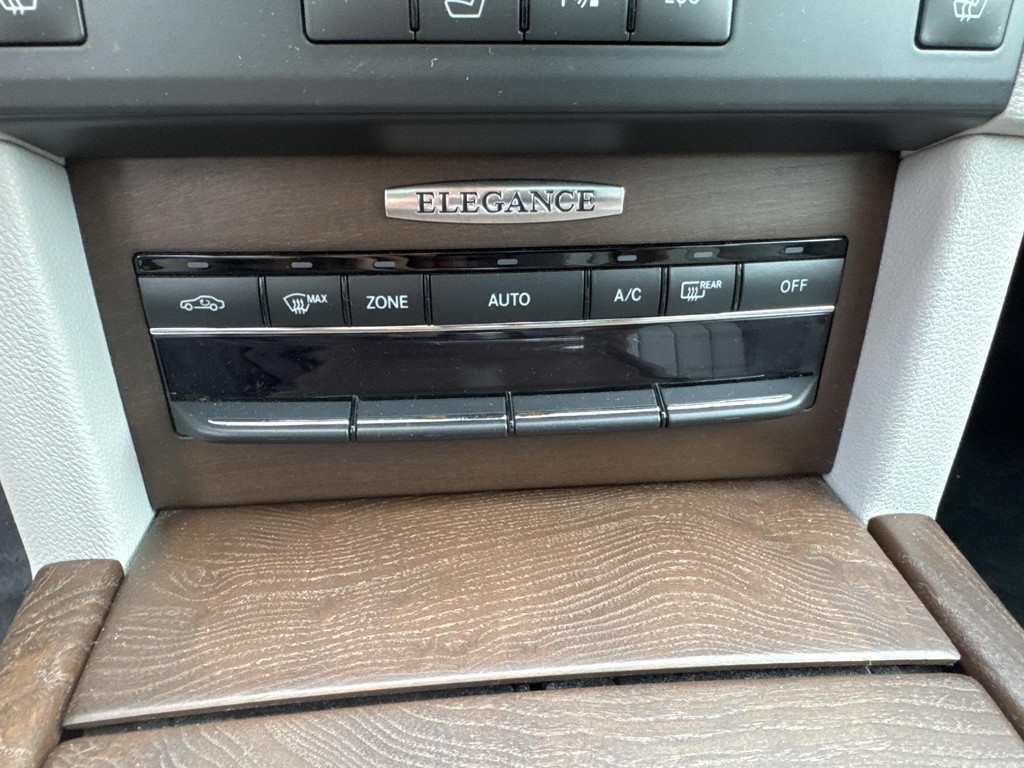 ELEGANCE
MAX
ZONE
AUTO
A/C
REAR
OFF